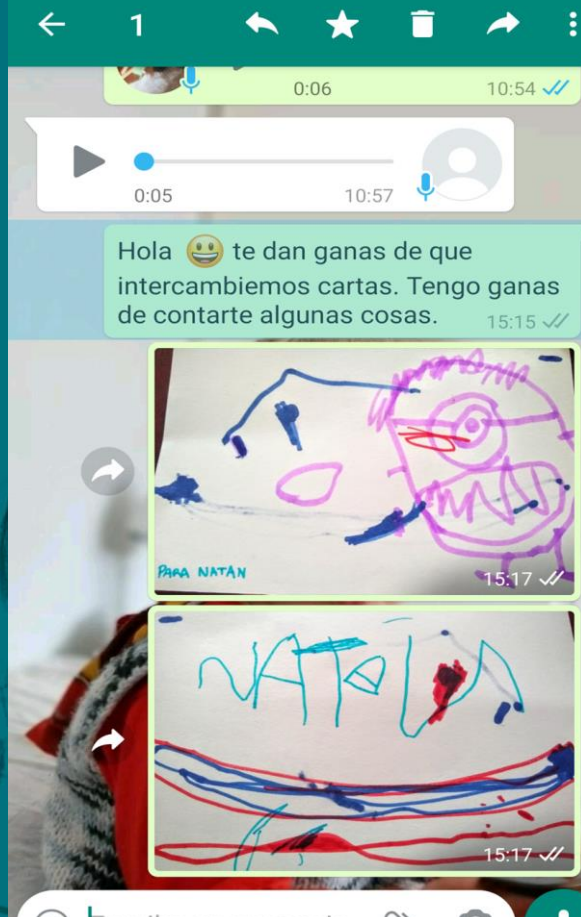 1
0:06 10:54
0:05 10:57
Hola 😃 te dan ganas de que
intercambiemos cartas. Tengo ganas
de contarte algunas cosas. 15:15
PARA NATAN
15:17
15:17